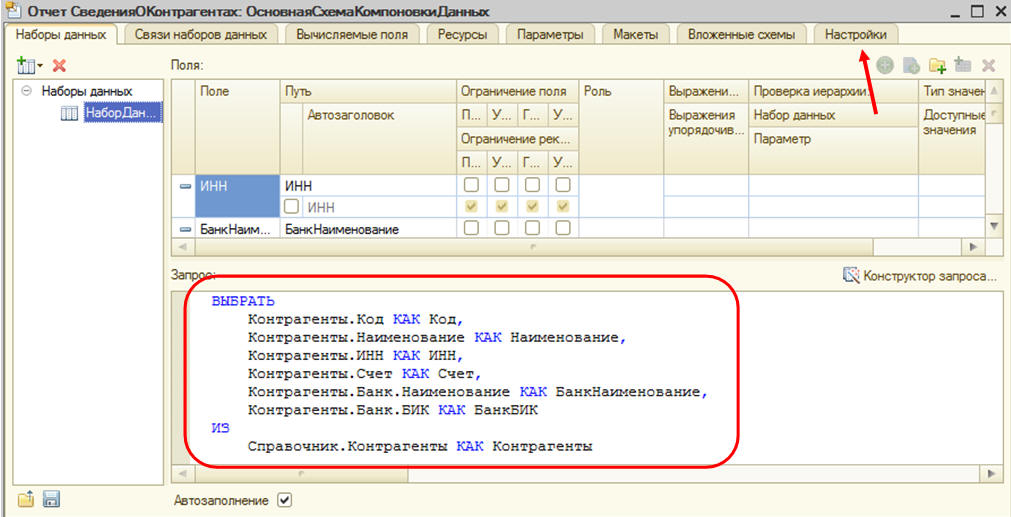 Отчет СведенияОКонтрагентах: ОсновнаяСхемаКомпоновкиДанных
Наборы данных Связи наборов данных Вычисляемые поля Ресурсы Параметры Макеты Вложенные схемы Настройки
Поля:
Наборы данных
НаборДан...
Поле Путь Ограничение поля Роль Выражени... Проверка иерархии: Тип значен
Автозаголовок П... У... Г... У... Выражения упорядочив... Набор данных Доступные значения
Ограничение рек... Параметр
П... У... Г... У...
ИНН ИНН
ИНН
БанкНаим... БанкНаименование
Запрос: Конструктор запроса...
ВЫБРАТЬ
Контрагенты.Код КАК Код,
Контрагенты.Наименование КАК Наименование,
Контрагенты.ИНН КАК ИНН,
Контрагенты.Счет КАК Счет,
Контрагенты.Банк.Наименование КАК БанкНаименование,
Контрагенты.Банк.БИК КАК БанкБИК
ИЗ
Справочник.Контрагенты КАК Контрагенты
Автозаполнение